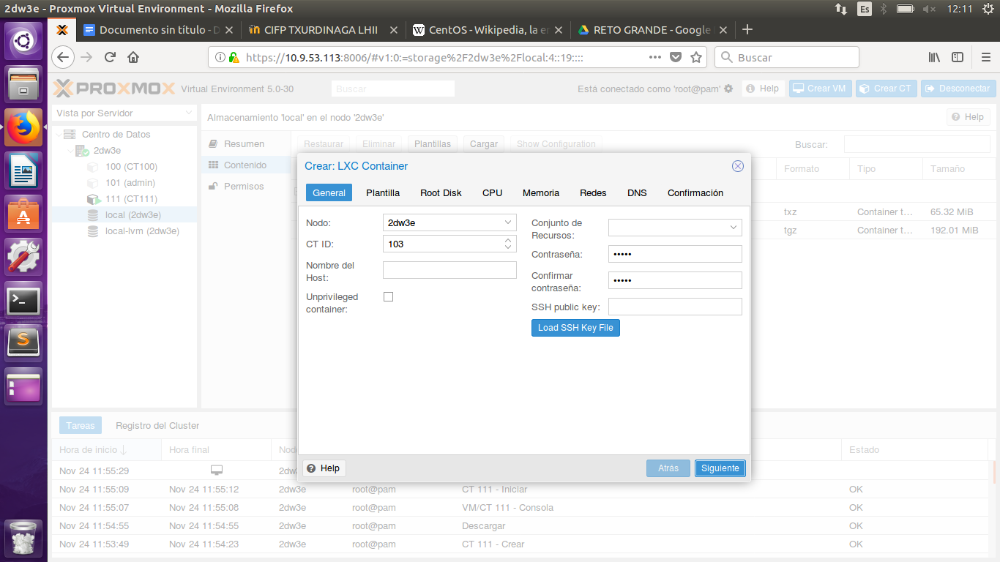 2dw3e - Proxmox Virtual Environment - Mozilla Firefox
Es
12:11
Documento sin título - D
CIFP TXURDINAGA LHII
CentOS - Wikipedia, la e
RETO GRANDE - Google
https://10.9.53.113:8006/#v1:0:=storage%2F2dw3e%2Flocal:4::19::::
Buscar
PROXMOX
Virtual Environment 5.0-30
Buscar
Está conectado como 'root@pam'
Help
Crear VM
Crear CT
Desconectar
Vista por Servidor
Almacenamiento 'local' en el nodo '2dw3e'
Help
Centro de Datos
2dw3e
100 (CT100)
101 (admin)
111 (CT111)
local (2dw3e)
local-lvm (2dw3e)
Resumen
Contenido
Permisos
Restaurar
Eliminar
Plantillas
Cargar
Show Configuration
Buscar:
Formato
Tipo
Tamaño
txz
Container t...
65.32 MiB
tgz
Container t...
192.01 MiB
Crear: LXC Container
General
Plantilla
Root Disk
CPU
Memoria
Redes
DNS
Confirmación
Nodo:
2dw3e
CT ID:
103
Nombre del
Host:
Unprivileged
container:
Conjunto de
Recursos:
Contraseña:
•••••
Confirmar
contraseña:
•••••
SSH public key:
Load SSH Key File
Help
Atrás
Siguiente
Tareas
Registro del Cluster
Hora de inicio
Hora final
Nodo
Estado
Nov 24 11:55:29
2dw3
Nov 24 11:55:09 Nov 24 11:55:12 2dw3e root@pam CT 111 - Iniciar OK
Nov 24 11:55:07 Nov 24 11:55:08 2dw3e root@pam VM/CT 111 - Consola OK
Nov 24 11:54:55 Nov 24 11:54:55 2dw3e root@pam Descargar OK
Nov 24 11:53:49 Nov 24 11:54:23 2dw3e root@pam CT 111 - Crear OK